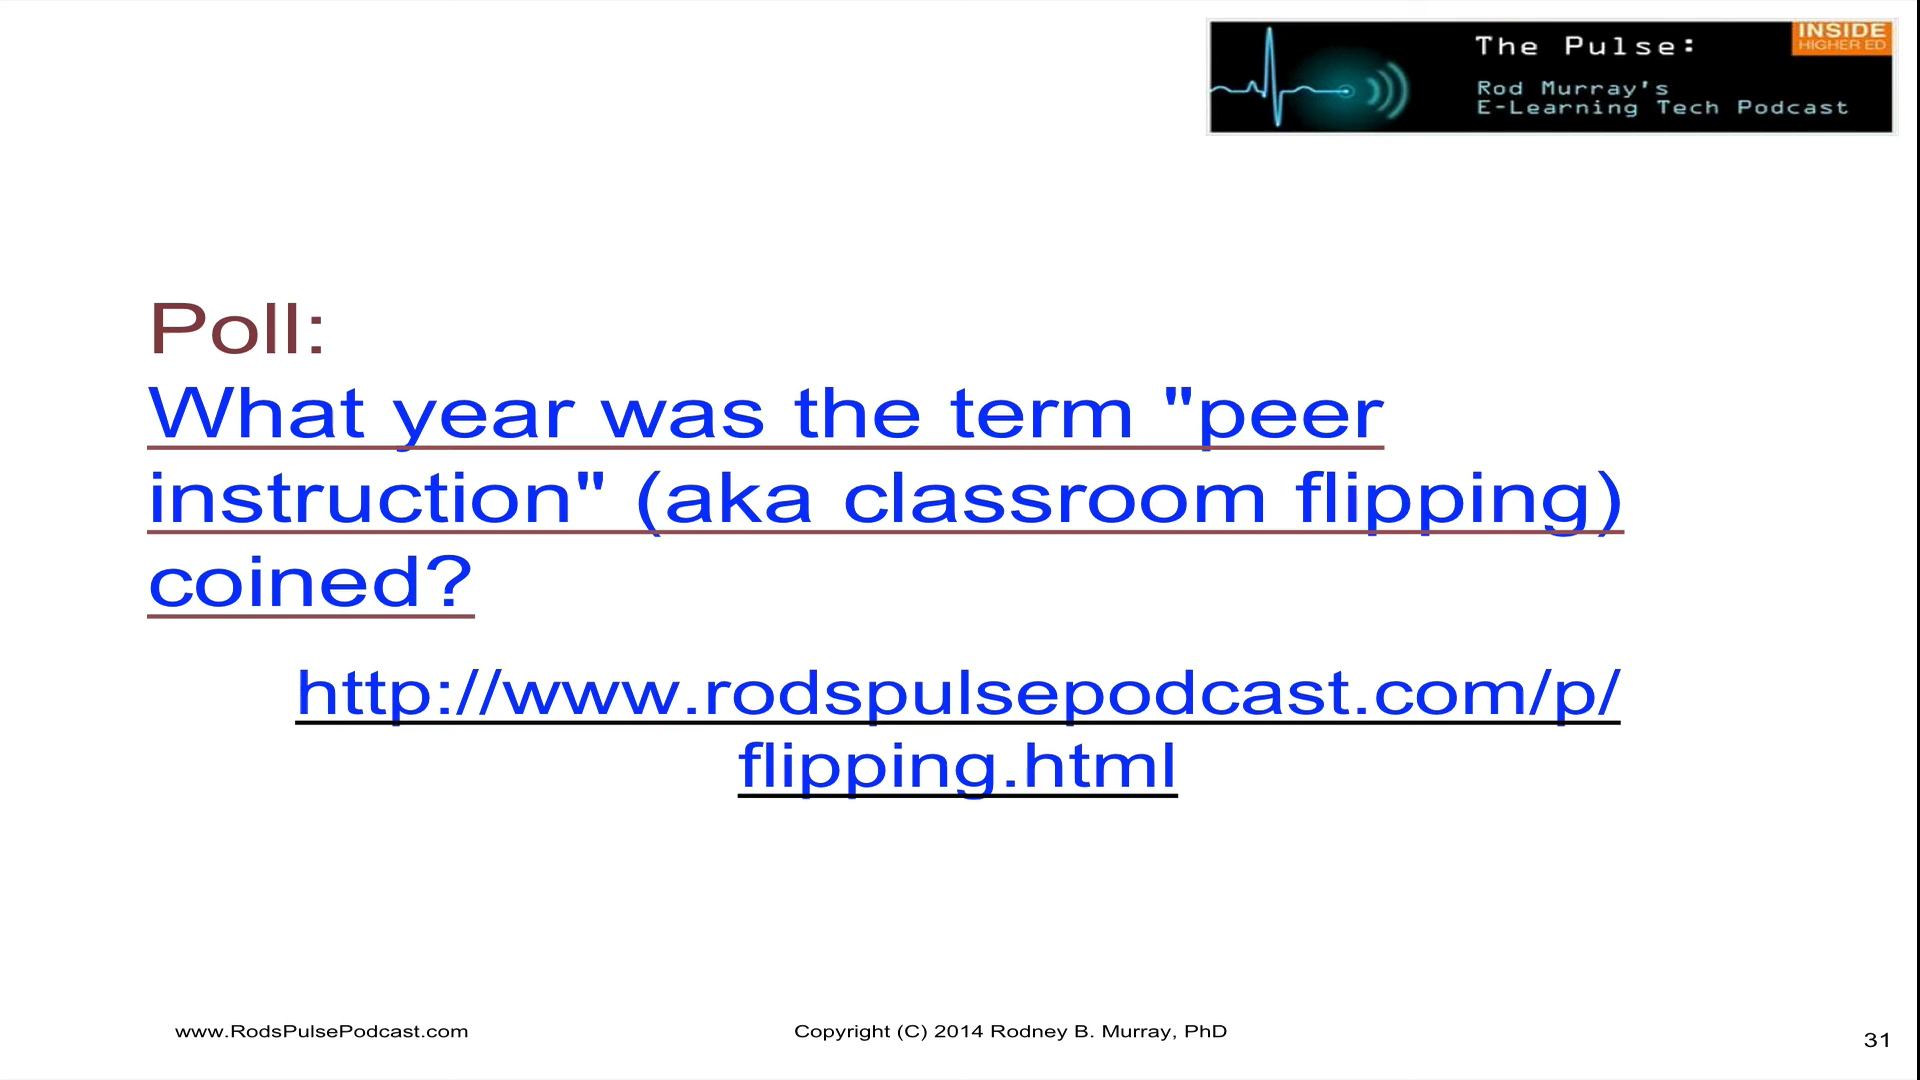 The Pulse:
INSIDE
HIGHER ED
Rod Murray's
E-Learning Tech Podcast
Poll:
What year was the term "peer
instruction" (aka classroom flipping)
coined?
http://www.rodspulsepodcast.com/p/
flipping.html
www.RodsPulsePodcast.com
Copyright (C) 2014 Rodney B. Murray, PhD
31